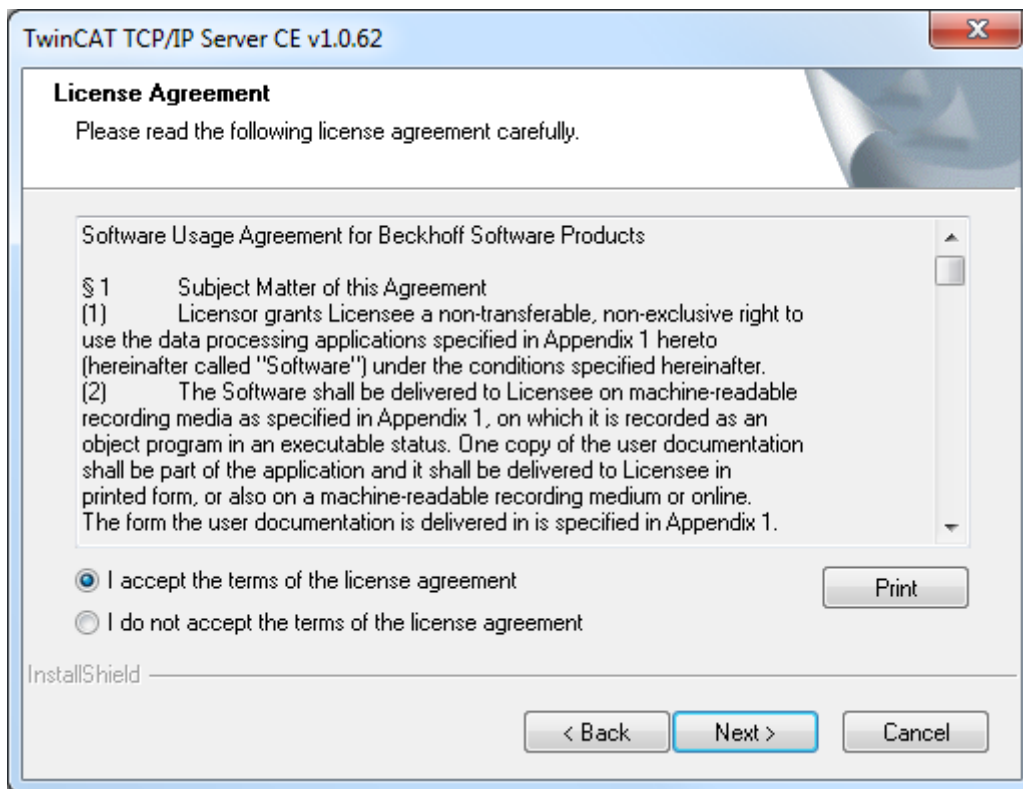 TwinCAT TCP/IP Server CE v1.0.62
License Agreement
Please read the following license agreement carefully.
Software Usage Agreement for Beckhoff Software Products
§ 1 Subject Matter of this Agreement
(1) Licensor grants Licensee a non-transferable, non-exclusive right to
use the data processing applications specified in Appendix 1 hereto
(hereinafter called "Software") under the conditions specified hereinafter.
(2) The Software shall be delivered to Licensee on machine-readable
recording media as specified in Appendix 1, on which it is recorded as an
object program in an executable status. One copy of the user documentation
shall be part of the application and it shall be delivered to Licensee in
printed form, or also on a machine-readable recording medium or online.
The form the user documentation is delivered in is specified in Appendix 1.
I accept the terms of the license agreement
Print
I do not accept the terms of the license agreement
InstallShield
< Back Next > Cancel